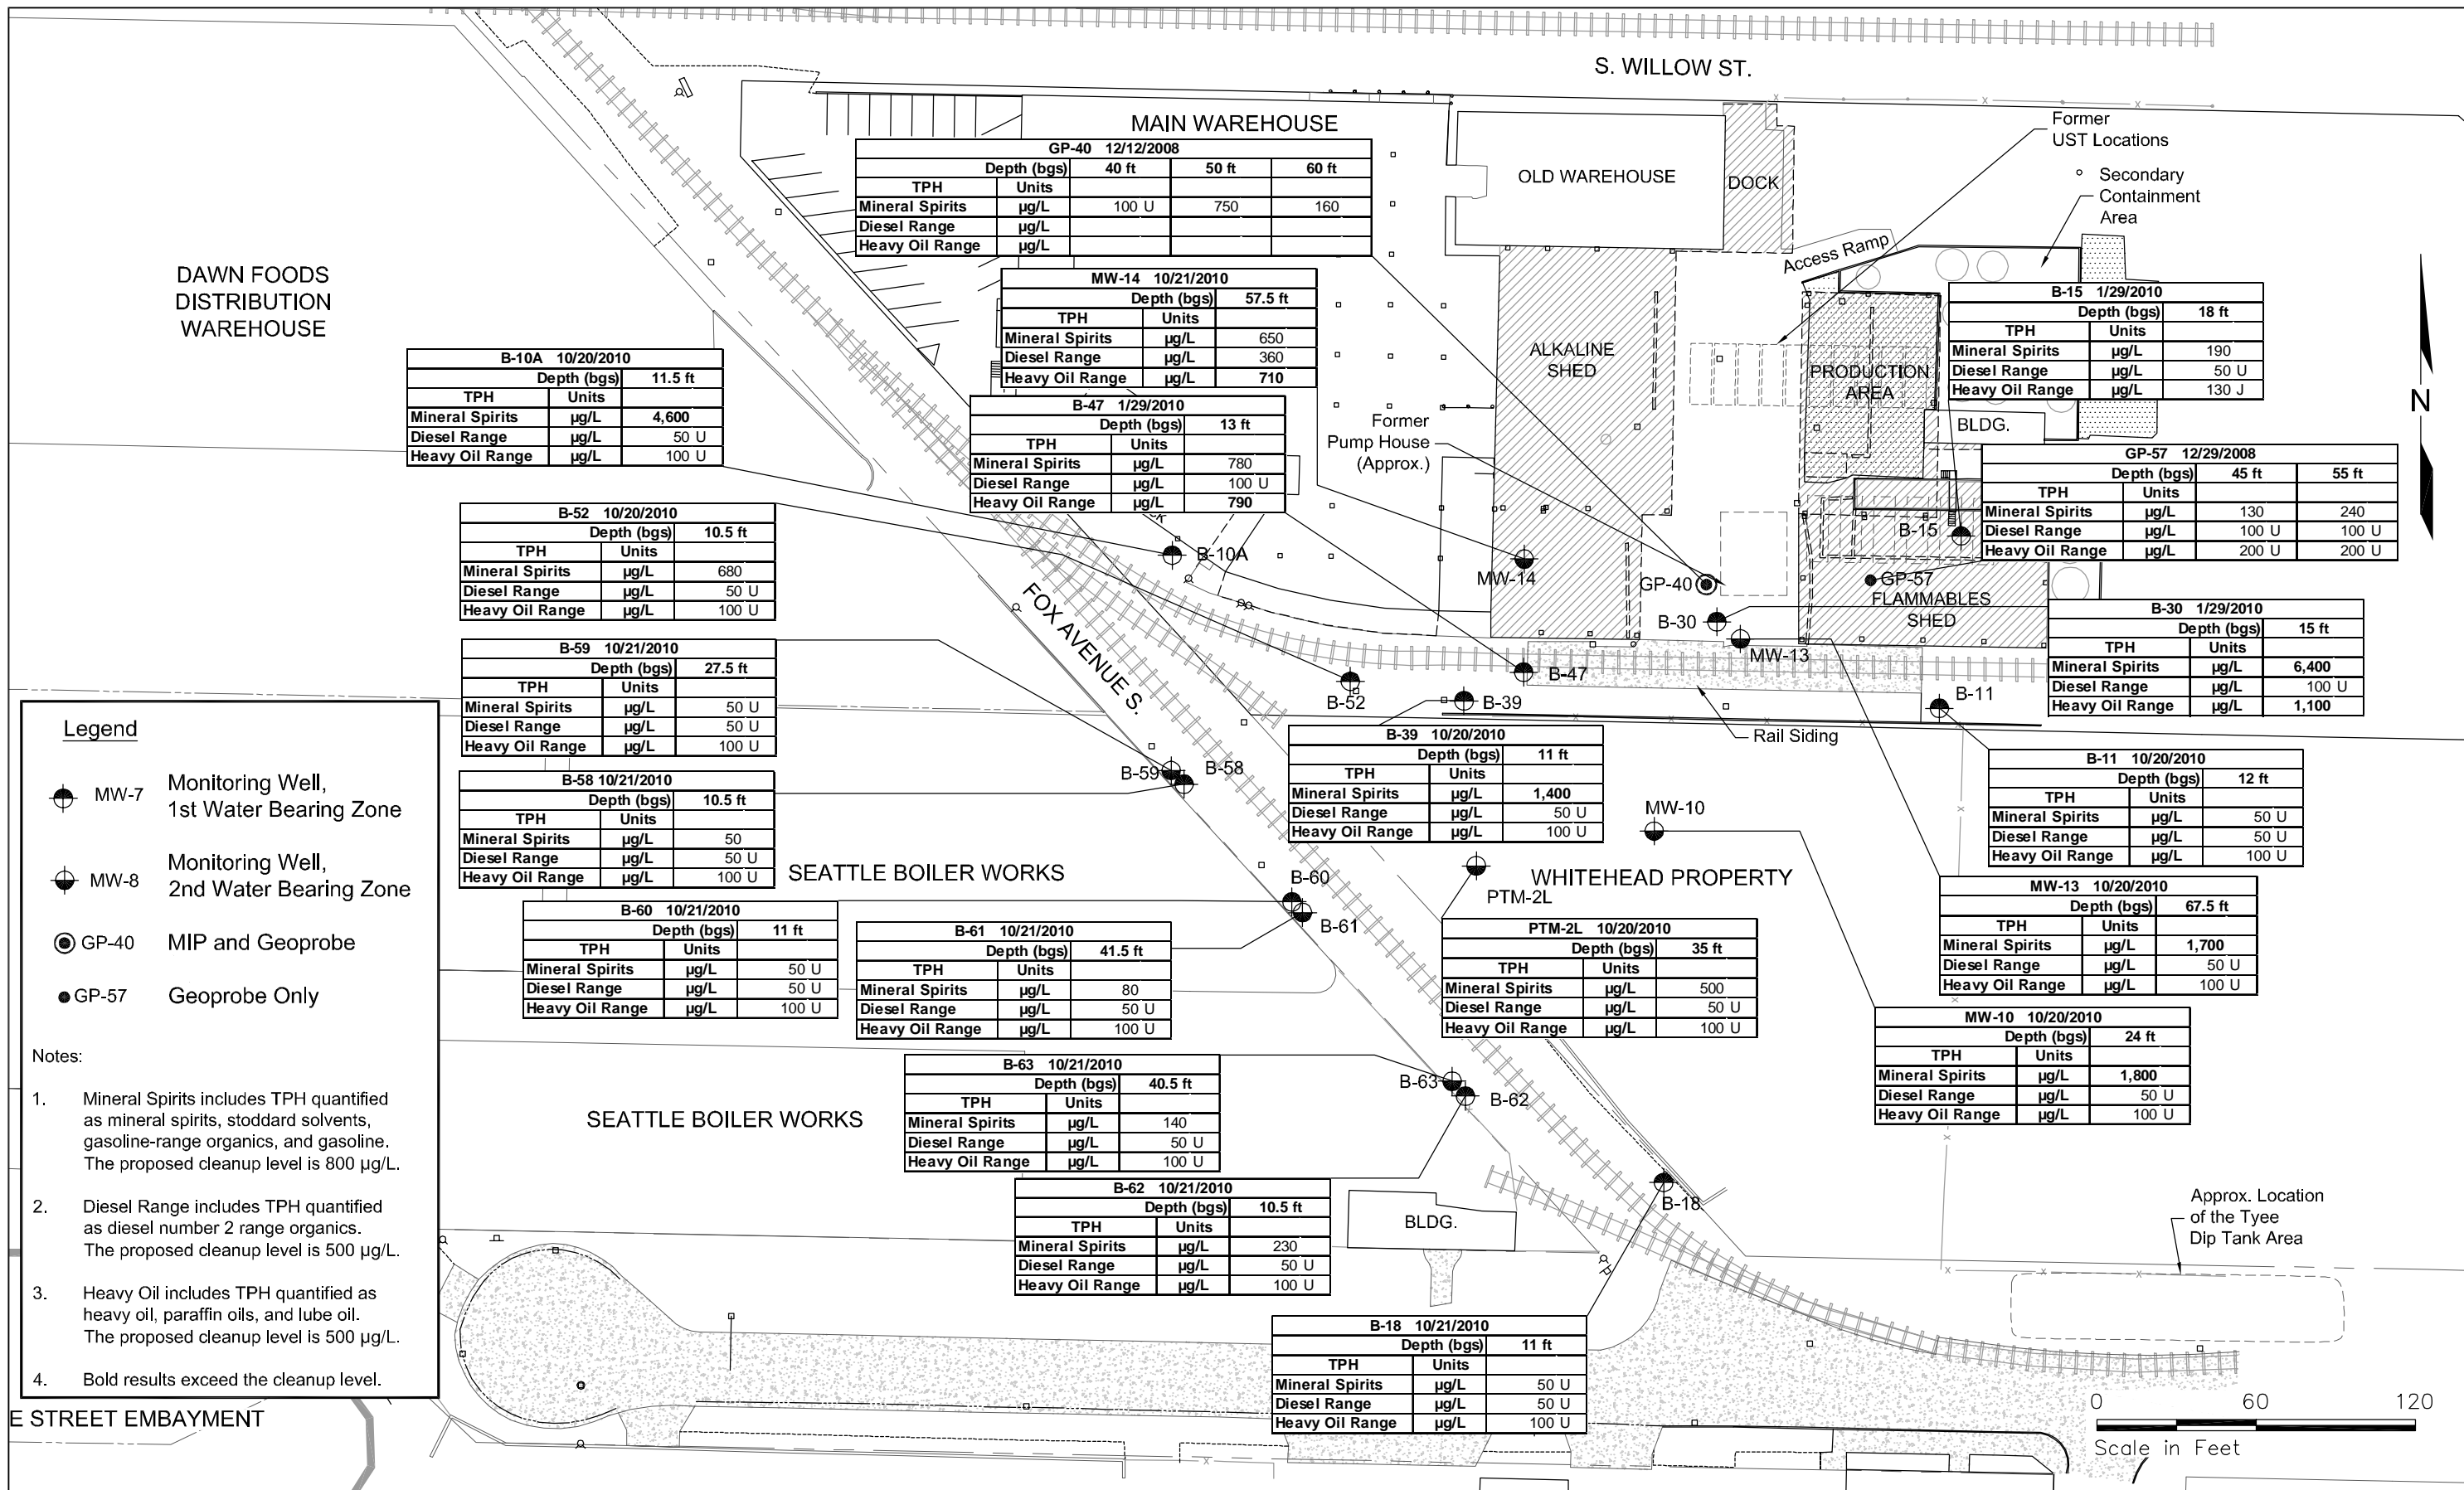 S. WILLOW ST.
MAIN WAREHOUSE
OLD WAREHOUSE
DOCK
Former
UST Locations
Secondary
Containment
Area
Access Ramp
GP-40 12/12/2008
Depth (bgs) 40 ft 50 ft 60 ft
TPH Units
Mineral Spirits µg/L 100 U 750 160
Diesel Range µg/L
Heavy Oil Range µg/L
DAWN FOODS
DISTRIBUTION
WAREHOUSE
MW-14 10/21/2010
Depth (bgs) 57.5 ft
TPH Units
Mineral Spirits µg/L 650
Diesel Range µg/L 360
Heavy Oil Range µg/L 710
ALKALINE
SHED
PRODUCTION
AREA
BLDG.
B-15 1/29/2010
Depth (bgs) 18 ft
TPH Units
Mineral Spirits µg/L 190
Diesel Range µg/L 50 U
Heavy Oil Range µg/L 130 J
N
B-10A 10/20/2010
Depth (bgs) 11.5 ft
TPH Units
Mineral Spirits µg/L 4,600
Diesel Range µg/L 50 U
Heavy Oil Range µg/L 100 U
B-47 1/29/2010
Depth (bgs) 13 ft
TPH Units
Mineral Spirits µg/L 780
Diesel Range µg/L 100 U
Heavy Oil Range µg/L 790
Former
Pump House
(Approx.)
GP-57 12/29/2008
Depth (bgs) 45 ft 55 ft
TPH Units
Mineral Spirits µg/L 130 240
Diesel Range µg/L 100 U 100 U
Heavy Oil Range µg/L 200 U 200 U
B-52 10/20/2010
Depth (bgs) 10.5 ft
TPH Units
Mineral Spirits µg/L 680
Diesel Range µg/L 50 U
Heavy Oil Range µg/L 100 U
B-10A
MW-14
GP-40
B-15
GP-57
FLAMMABLES
SHED
B-30
MW-13
B-47
B-52
B-39
B-11
FOX AVENUE S.
Rail Siding
B-30 1/29/2010
Depth (bgs) 15 ft
TPH Units
Mineral Spirits µg/L 6,400
Diesel Range µg/L 100 U
Heavy Oil Range µg/L 1,100
B-59 10/21/2010
Depth (bgs) 27.5 ft
TPH Units
Mineral Spirits µg/L 50 U
Diesel Range µg/L 50 U
Heavy Oil Range µg/L 100 U
B-59
B-58
B-58 10/21/2010
Depth (bgs) 10.5 ft
TPH Units
Mineral Spirits µg/L 50
Diesel Range µg/L 50 U
Heavy Oil Range µg/L 100 U
B-39 10/20/2010
Depth (bgs) 11 ft
TPH Units
Mineral Spirits µg/L 1,400
Diesel Range µg/L 50 U
Heavy Oil Range µg/L 100 U
B-11 10/20/2010
Depth (bgs) 12 ft
TPH Units
Mineral Spirits µg/L 50 U
Diesel Range µg/L 50 U
Heavy Oil Range µg/L 100 U
MW-10
SEATTLE BOILER WORKS
B-60
B-61
PTM-2L
WHITEHEAD PROPERTY
MW-13 10/20/2010
Depth (bgs) 67.5 ft
TPH Units
Mineral Spirits µg/L 1,700
Diesel Range µg/L 50 U
Heavy Oil Range µg/L 100 U
B-60 10/21/2010
Depth (bgs) 11 ft
TPH Units
Mineral Spirits µg/L 50 U
Diesel Range µg/L 50 U
Heavy Oil Range µg/L 100 U
B-61 10/21/2010
Depth (bgs) 41.5 ft
TPH Units
Mineral Spirits µg/L 80
Diesel Range µg/L 50 U
Heavy Oil Range µg/L 100 U
PTM-2L 10/20/2010
Depth (bgs) 35 ft
TPH Units
Mineral Spirits µg/L 500
Diesel Range µg/L 50 U
Heavy Oil Range µg/L 100 U
MW-10 10/20/2010
Depth (bgs) 24 ft
TPH Units
Mineral Spirits µg/L 1,800
Diesel Range µg/L 50 U
Heavy Oil Range µg/L 100 U
B-63 10/21/2010
Depth (bgs) 40.5 ft
TPH Units
Mineral Spirits µg/L 140
Diesel Range µg/L 50 U
Heavy Oil Range µg/L 100 U
B-63
B-62
SEATTLE BOILER WORKS
B-62 10/21/2010
Depth (bgs) 10.5 ft
TPH Units
Mineral Spirits µg/L 230
Diesel Range µg/L 50 U
Heavy Oil Range µg/L 100 U
BLDG.
B-18
Approx. Location
of the Tyee
Dip Tank Area
B-18 10/21/2010
Depth (bgs) 11 ft
TPH Units
Mineral Spirits µg/L 50 U
Diesel Range µg/L 50 U
Heavy Oil Range µg/L 100 U
0 60 120
Scale in Feet
Legend
MW-7 Monitoring Well,
1st Water Bearing Zone
MW-8 Monitoring Well,
2nd Water Bearing Zone
GP-40 MIP and Geoprobe
GP-57 Geoprobe Only
Notes:
1. Mineral Spirits includes TPH quantified
as mineral spirits, stoddard solvents,
gasoline-range organics, and gasoline.
The proposed cleanup level is 800 µg/L.
2. Diesel Range includes TPH quantified
as diesel number 2 range organics.
The proposed cleanup level is 500 µg/L.
3. Heavy Oil includes TPH quantified as
heavy oil, paraffin oils, and lube oil.
The proposed cleanup level is 500 µg/L.
4. Bold results exceed the cleanup level.
E STREET EMBAYMENT